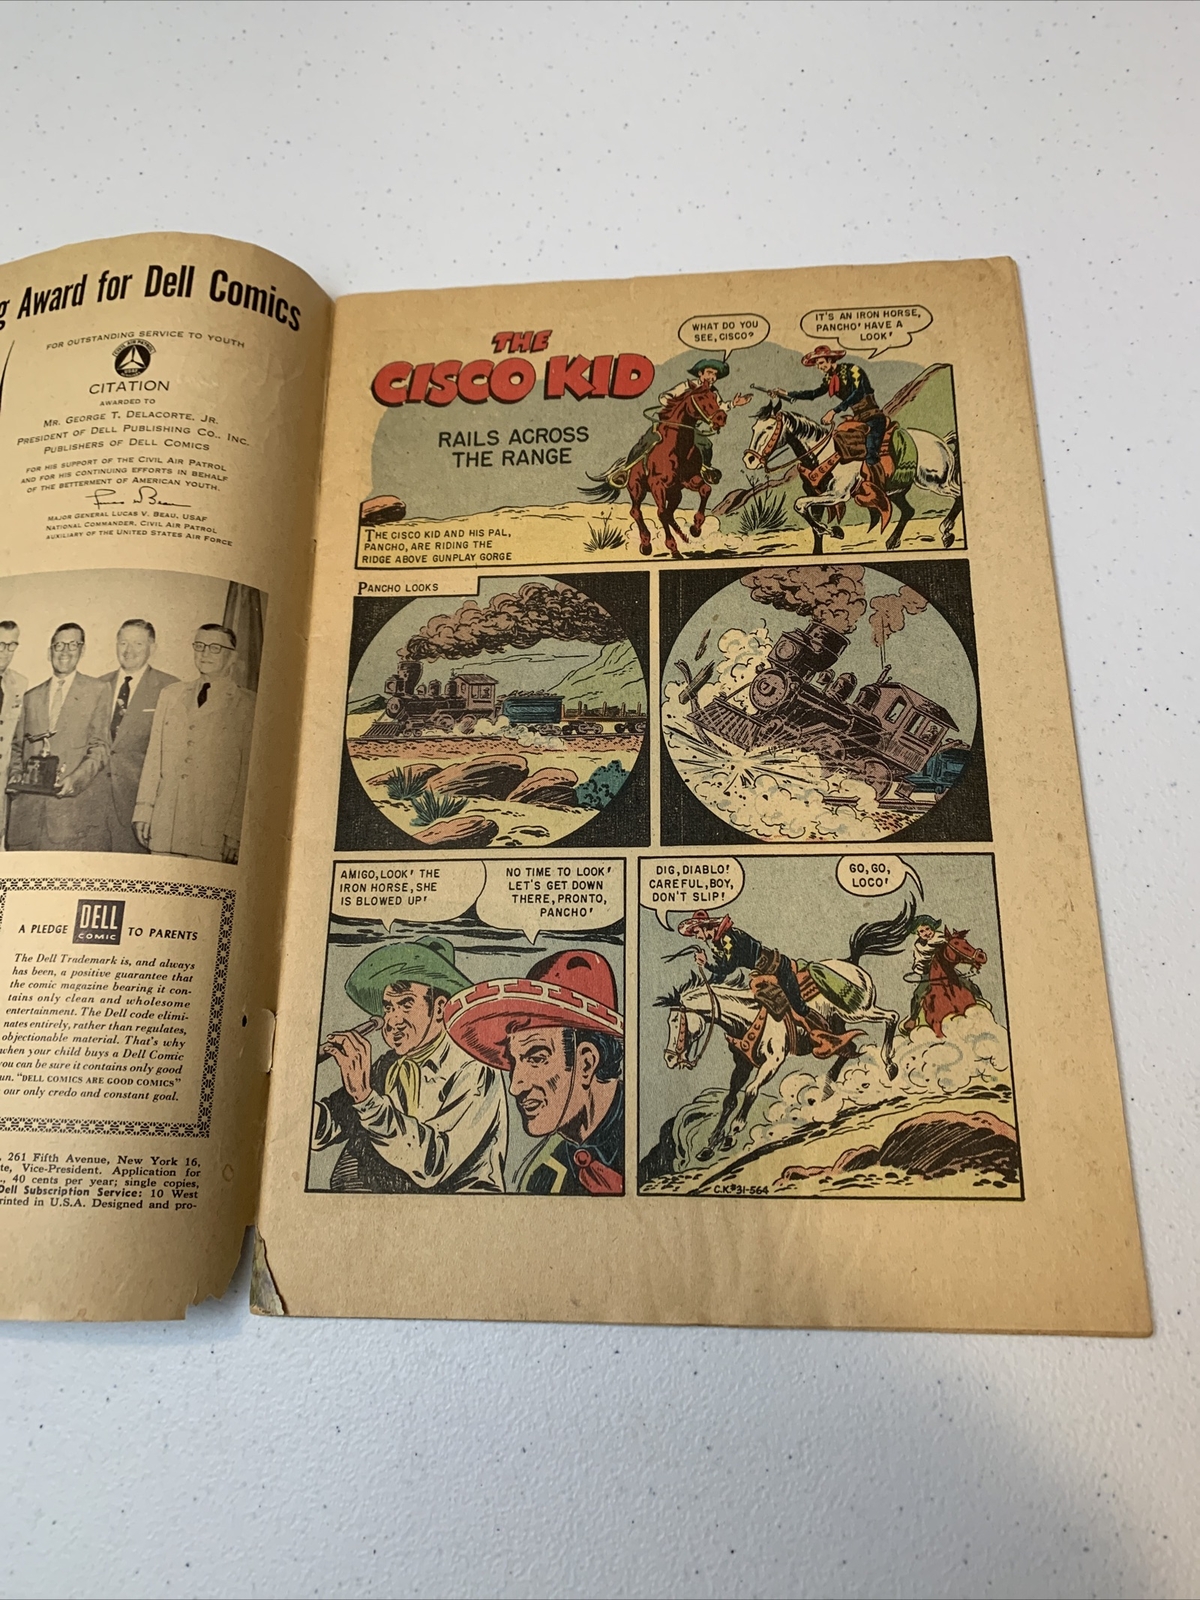 Award for Dell Comics
FOR OUTSTANDING SERVICE TO YOUTH
CIVIL AIR PATROL
CITATION
AWARDED TO
MR. GEORGE T. DELACORTE, JR.
PRESIDENT OF DELL PUBLISHING CO., INC.
PUBLISHERS OF DELL COMICS
FOR HIS SUPPORT OF THE CIVIL AIR PATROL
AND FOR HIS CONTINUING EFFORTS IN BEHALF
OF THE BETTERMENT OF AMERICAN YOUTH.
MAJOR GENERAL LUCAS V. BEAU, USAF
NATIONAL COMMANDER, CIVIL AIR PATROL
AUXILIARY OF THE UNITED STATES AIR FORCE
A PLEDGE DELL COMIC TO PARENTS
The Dell Trademark is, and always
has been, a positive guarantee that
the comic magazine bearing it con-
tains only clean and wholesome
entertainment. The Dell code elimi-
nates entirely, rather than regulates,
objectionable material. That's why
when your child buys a Dell Comic
you can be sure it contains only good
"DELL COMICS ARE GOOD COMICS"
our only credo and constant goal.
261 Fifth Avenue, New York 16,
Vice-President. Application for
40 cents per year; single copies,
Dell Subscription Service: 10 West
Printed in U.S.A. Designed and pro-
THE
CISCO KID
RAILS ACROSS
THE RANGE
WHAT DO YOU
SEE, CISCO?
IT'S AN IRON HORSE,
PANCHO! HAVE A
LOOK!
THE CISCO KID AND HIS PAL,
PANCHO, ARE RIDING THE
RIDGE ABOVE GUNPLAY GORGE
PANCHO LOOKS
AMIGO, LOOK! THE
IRON HORSE, SHE
IS BLOWED UP!
NO TIME TO LOOK!
LET'S GET DOWN
THERE, PRONTO,
PANCHO!
DIG, DIABLO!
CAREFUL, BOY,
DON'T SLIP!
GO, GO,
LOCO!
C.K.#31-564